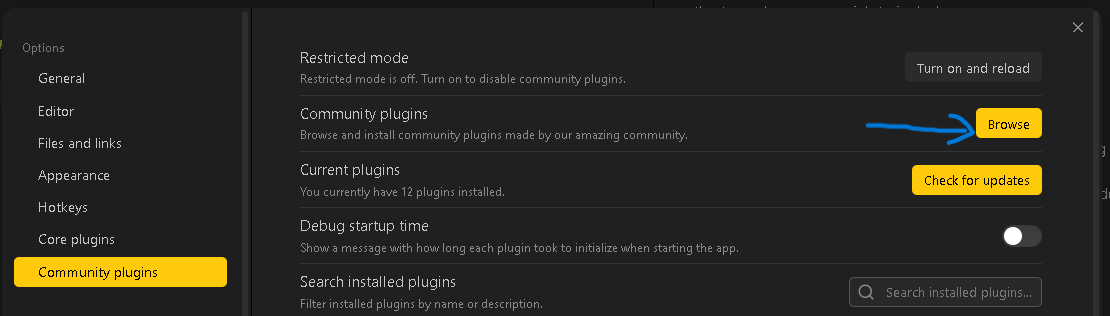 Options
General
Editor
Files and links
Appearance
Hotkeys
Core plugins
Community plugins
Restricted mode
Restricted mode is off. Turn on to disable community plugins.
Turn on and reload
Community plugins
Browse and install community plugins made by our amazing community.
Browse
Current plugins
You currently have 12 plugins installed.
Check for updates
Debug startup time
Show a message with how long each plugin took to initialize when starting the app.
Search installed plugins
Filter installed plugins by name or description.
Search installed plugins...